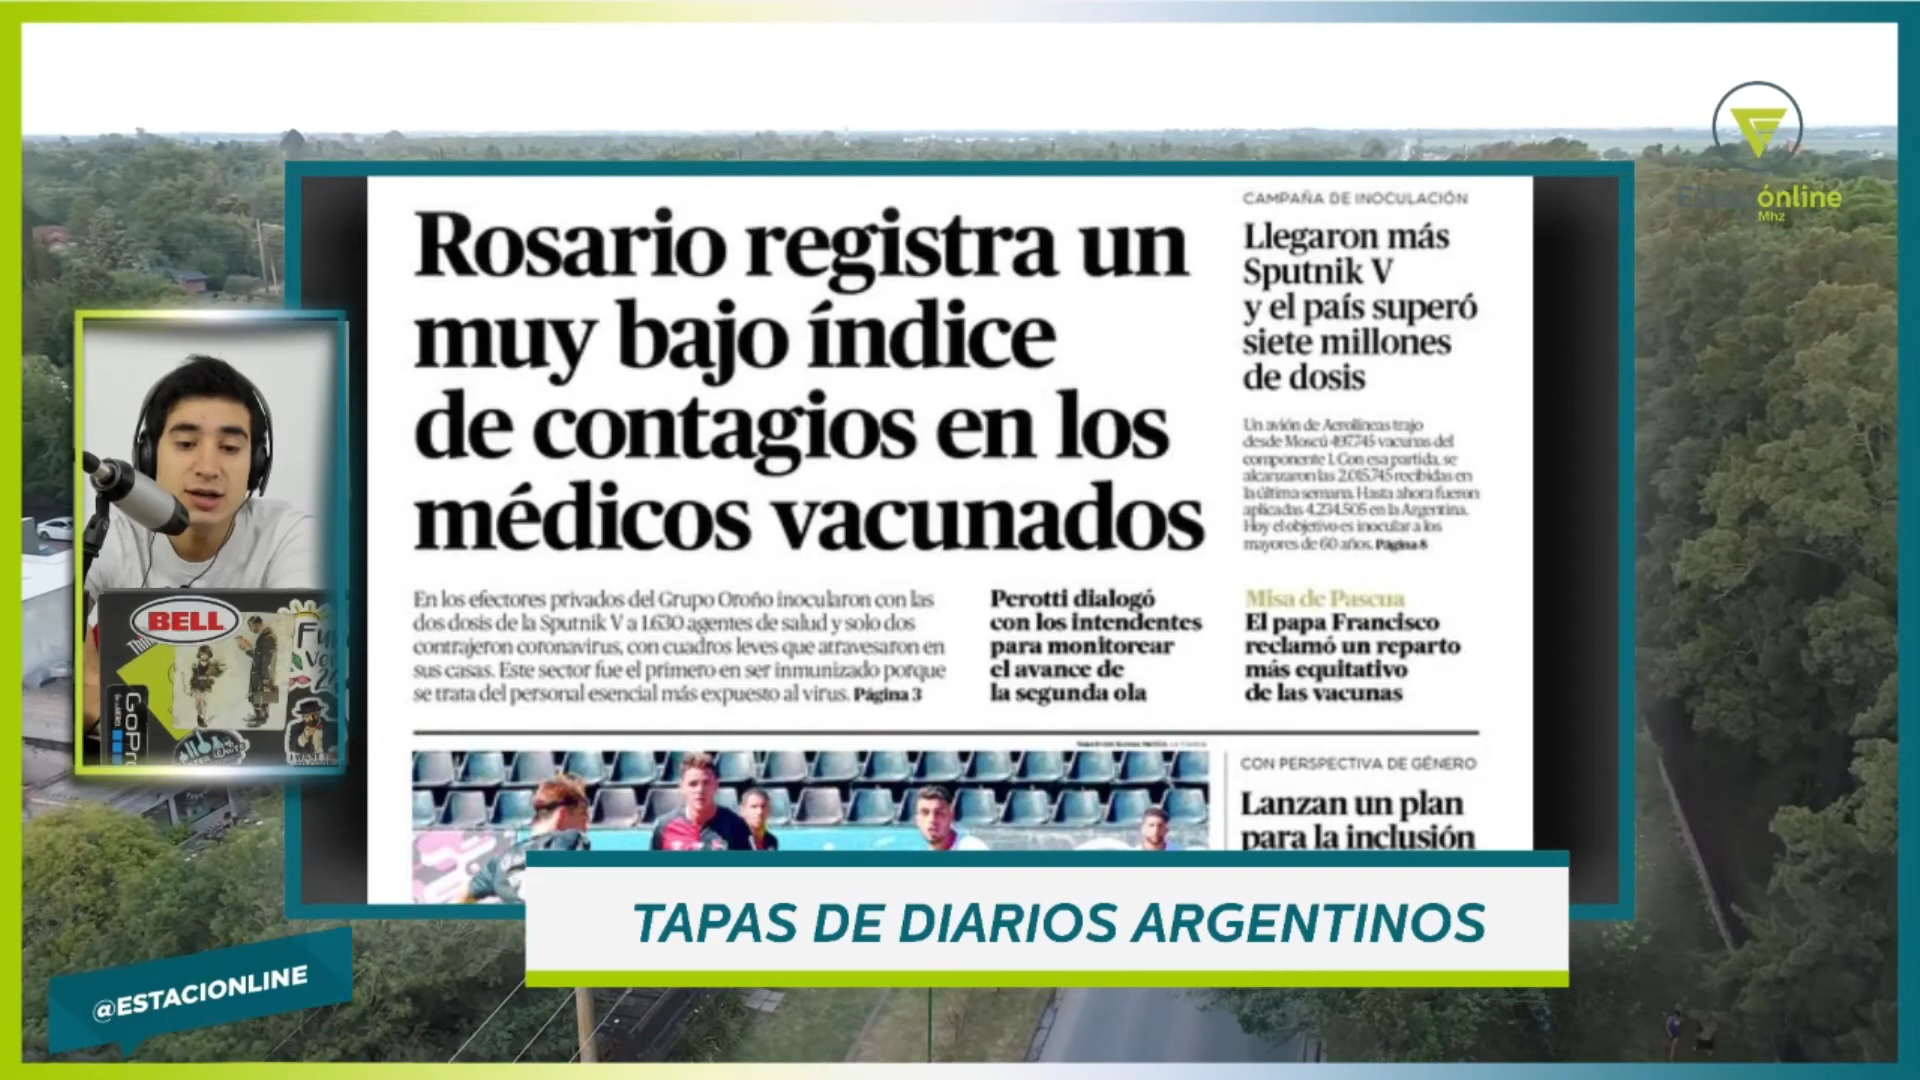 ónline
Mhz
Rosario registra un
muy bajo índice
de contagios en los
médicos vacunados
CAMPAÑA DE INOCULACIÓN
Llegaron más
Sputnik V
y el país superó
siete millones
de dosis
Un avión de Aerolíneas trajo
desde Moscú 497.745 vacunas del
componente 1. Con esa partida, se
alcanzaron las 2.015.745 recibidas en
la última semana. Hasta ahora fueron
aplicadas 4.234.505 en la Argentina.
Hoy el objetivo es inocular a los
mayores de 60 años. Página 8
En los efectores privados del Grupo Oroño inocularon con las
dos dosis de la Sputnik V a 1.630 agentes de salud y solo dos
contrajeron coronavirus, con cuadros leves que atravesaron en
sus casas. Este sector fue el primero en ser inmunizado porque
se trata del personal esencial más expuesto al virus. Página 3
Perotti dialogó
con los intendentes
para monitorear
el avance de
la segunda ola
Misa de Pascua
El papa Francisco
reclamó un reparto
más equitativo
de las vacunas
CON PERSPECTIVA DE GÉNERO
Lanzan un plan
para la inclusión
BELL
GoPro
TAPAS DE DIARIOS ARGENTINOS
@ESTACIONLINE